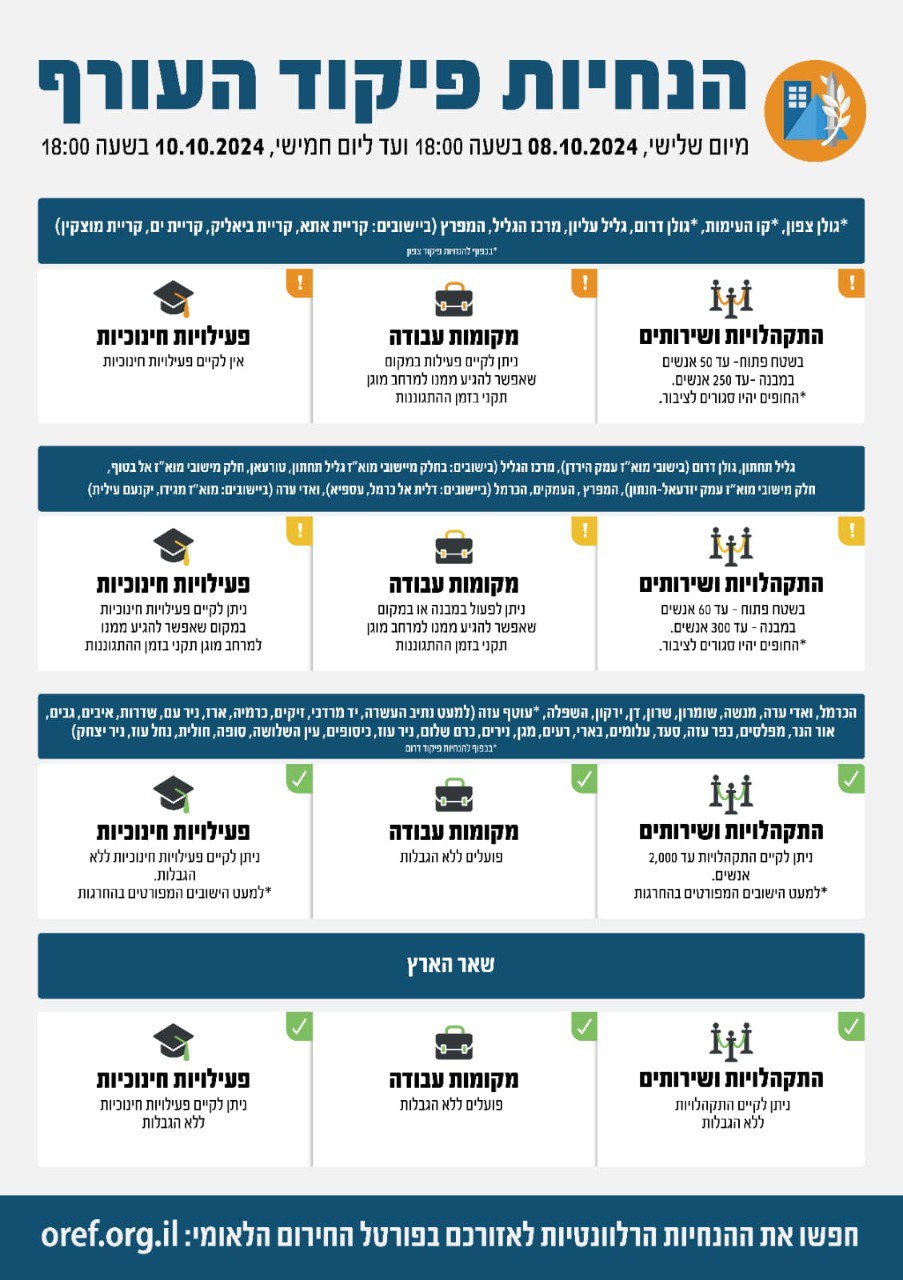 הנחיות פיקוד העורף
מיום שלישי, 08.10.2024 בשעה 18:00 ועד ליום חמישי, 10.10.2024 בשעה 18:00
*גולן צפון, *קו העימות, *גולן דרום, גליל עליון, מרכז הגליל, המפרץ (ביישובים: קריית אתא, קריית ביאליק, קריית ים, קריית מוצקין)
*בכפוף להנחיות פיקוד צפון
התקהלויות ושירותים
בשטח פתוח- עד 50 אנשים
במבנה -עד 250 אנשים.
*החופים יהיו סגורים לציבור.
מקומות עבודה
ניתן לקיים פעילות במקום
שאפשר להגיע ממנו למרחב מוגן
תקני בזמן ההתגוננות
פעילויות חינוכיות
אין לקיים פעילויות חינוכיות
גליל תחתון, גולן דרום (בישובי מוא"ז עמק הירדן), מרכז הגליל (בישובים: בחלק מיישובי מוא"ז גליל תחתון, טורעאן, חלק מישובי מוא"ז אל בטוף,
חלק מישובי מוא"ז עמק יזרעאל-חנתון), המפרץ , העמקים, הכרמל (ביישובים: דלית אל כרמל, עספיא), ואדי ערה (ביישובים: מוא"ז מגידו, יקנעם עילית)
התקהלויות ושירותים
בשטח פתוח - עד 60 אנשים
במבנה - עד 300 אנשים.
*החופים יהיו סגורים לציבור.
מקומות עבודה
ניתן לפעול במבנה או במקום
שאפשר להגיע ממנו למרחב מוגן
תקני בזמן ההתגוננות
פעילויות חינוכיות
ניתן לקיים פעילויות חינוכיות
במקום שאפשר להגיע ממנו
למרחב מוגן תקני בזמן ההתגוננות
הכרמל, ואדי ערה, מנשה, שומרון, שרון, דן, ירקון, השפלה, *עוטף עזה (למעט נתיב העשרה, יד מרדכי, זיקים, כרמיה, ארז, ניר עם, שדרות, איבים, גבים,
אור הנר, מפלסים, כפר עזה, סעד, עלומים, בארי, רעים, מגן, נירים, כרם שלום, ניר עוז, כיסופים, עין השלושה, סופה, חולית, נחל עוז, ניר יצחק)
*בכפוף להנחיות פיקוד דרום
התקהלויות ושירותים
ניתן לקיים התקהלויות עד 2,000
אנשים.
*למעט הישובים המפורטים בהחרגות
מקומות עבודה
פועלים ללא הגבלות
פעילויות חינוכיות
ניתן לקיים פעילויות חינוכיות ללא
הגבלות.
*למעט הישובים המפורטים בהחרגות
שאר הארץ
התקהלויות ושירותים
ניתן לקיים התקהלויות
ללא הגבלות
מקומות עבודה
פועלים ללא הגבלות
פעילויות חינוכיות
ניתן לקיים פעילויות חינוכיות
ללא הגבלות
חפשו את ההנחיות הרלוונטיות לאזורכם בפורטל החירום הלאומי: oref.org.il